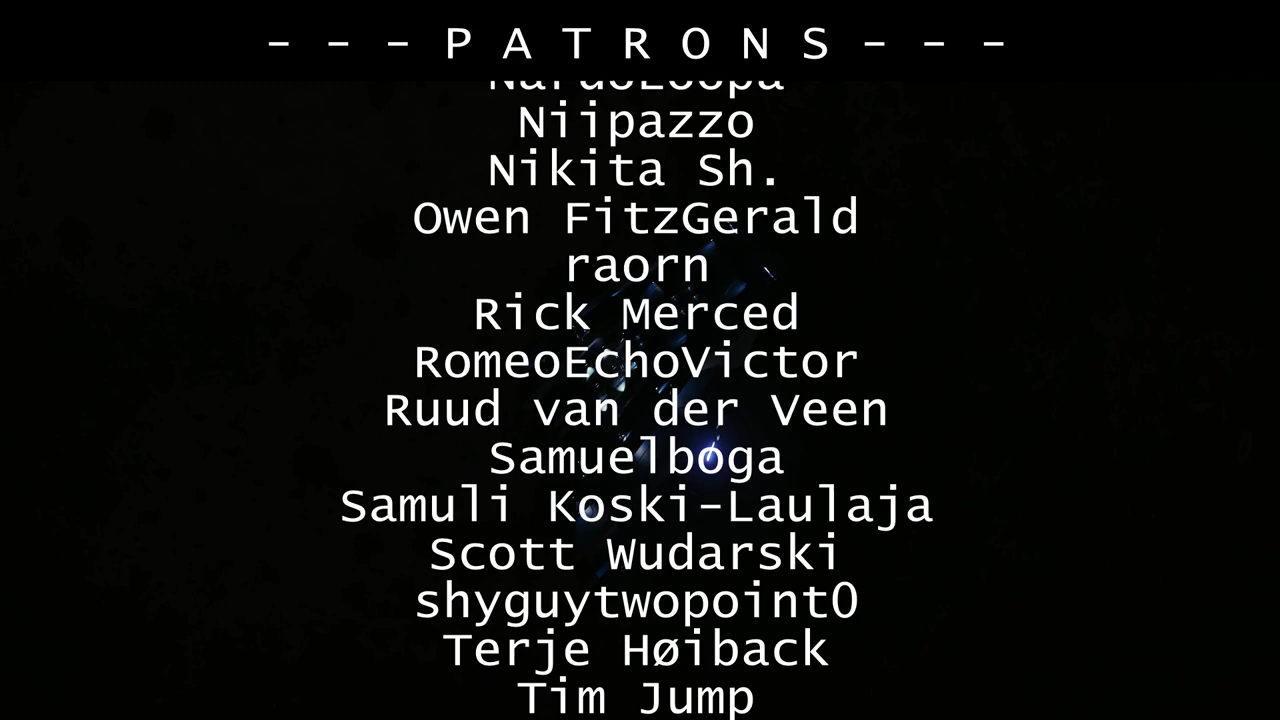 - - - P A T R O N S - - -
Niipazzo
Nikita Sh.
Owen FitzGerald
raorn
Rick Merced
RomeoEchoVictor
Ruud van der Veen
Samuelboga
Samuli Koski-Laulaja
Scott Wudarski
shyguytwopoint0
Terje Høiback
Tim Jump